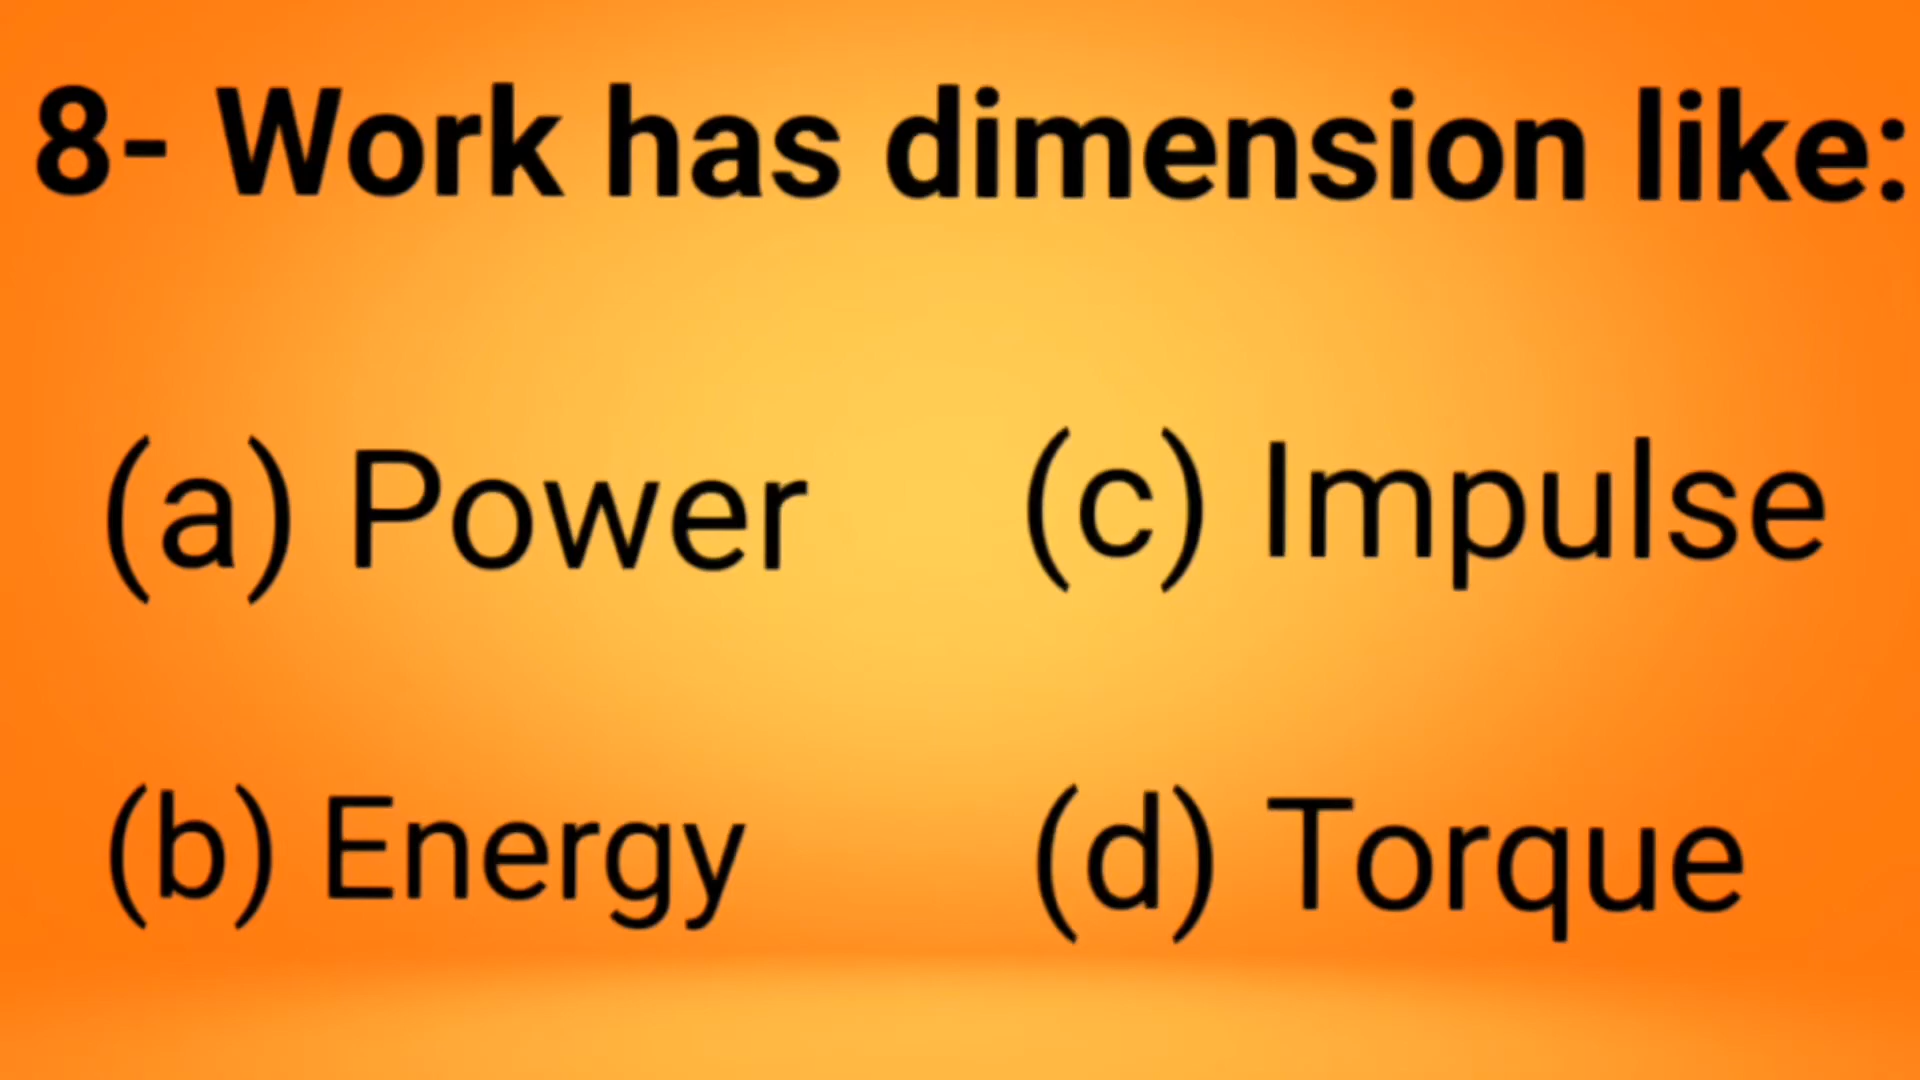 8- Work has dimension like:
(a) Power
(c) Impulse
(b) Energy
(d) Torque